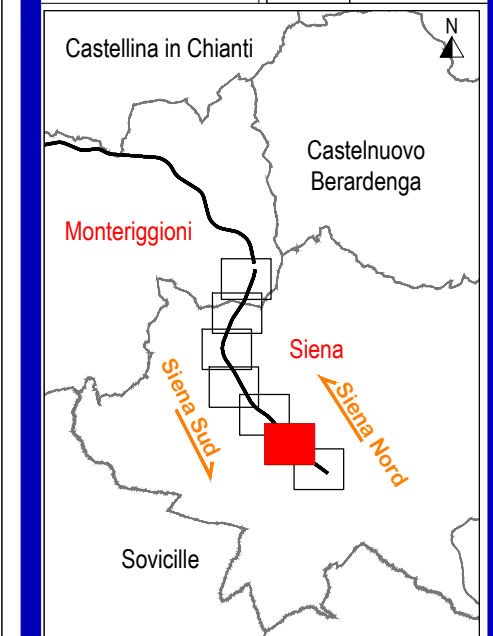 N
Castellina in Chianti
Castelnuovo
Berardenga
Monteriggioni
Siena
Siena Sud
Siena Nord
Sovicille